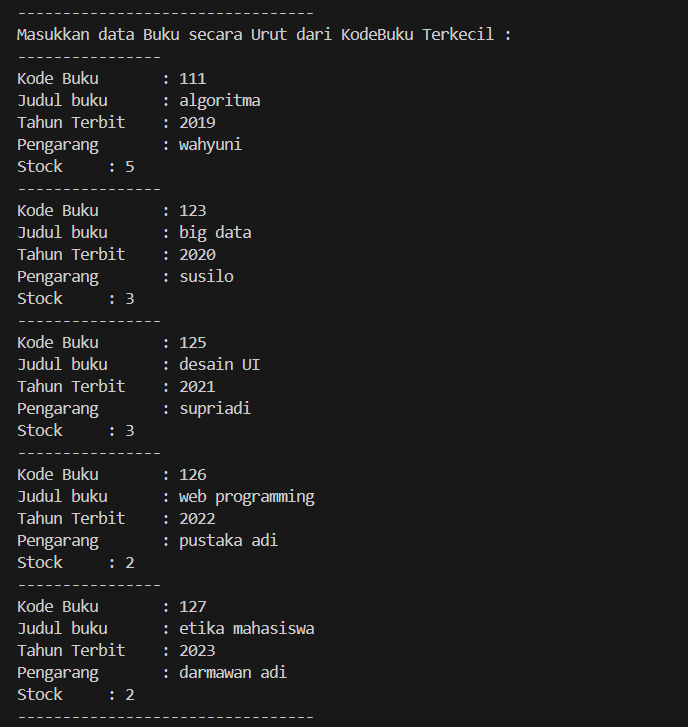 ---------------------------------
Masukkan data Buku secara Urut dari KodeBuku Terkecil :
----------------
Kode Buku       : 111
Judul buku      : algoritma
Tahun Terbit    : 2019
Pengarang       : wahyuni
Stock     : 5
----------------
Kode Buku       : 123
Judul buku      : big data
Tahun Terbit    : 2020
Pengarang       : susilo
Stock     : 3
----------------
Kode Buku       : 125
Judul buku      : desain UI
Tahun Terbit    : 2021
Pengarang       : supriadi
Stock     : 3
----------------
Kode Buku       : 126
Judul buku      : web programming
Tahun Terbit    : 2022
Pengarang       : pustaka adi
Stock     : 2
----------------
Kode Buku       : 127
Judul buku      : etika mahasiswa
Tahun Terbit    : 2023
Pengarang       : darmawan adi
Stock     : 2
---------------------------------